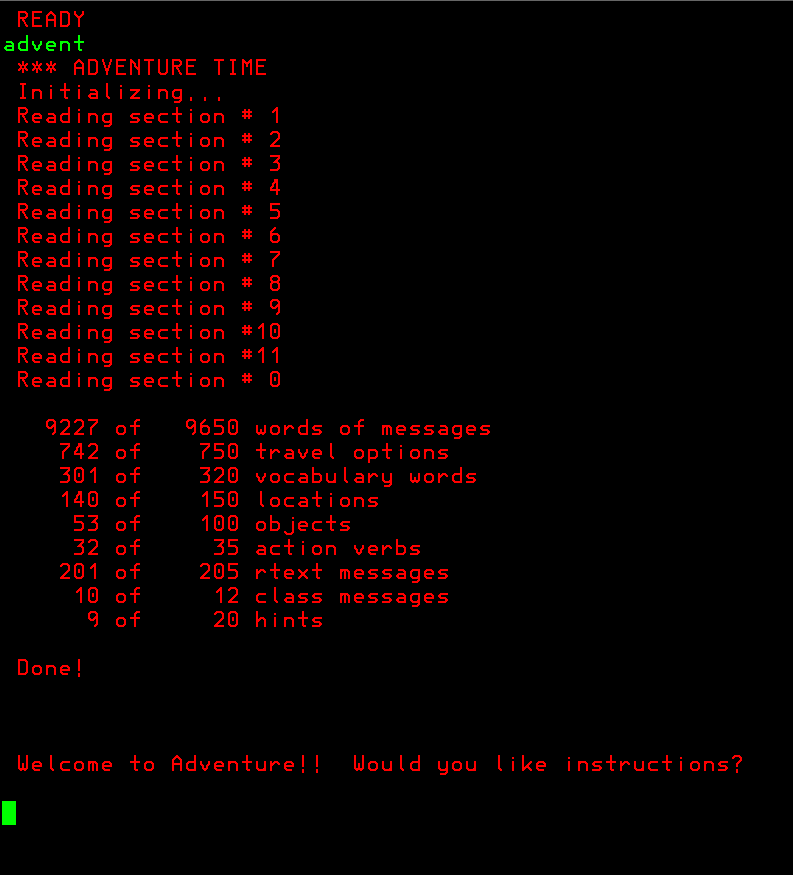 READY
advent
*** ADVENTURE TIME
Initializing...
Reading section # 1
Reading section # 2
Reading section # 3
Reading section # 4
Reading section # 5
Reading section # 6
Reading section # 7
Reading section # 8
Reading section # 9
Reading section #10
Reading section #11
Reading section # 0
9227 of 9650 words of messages
742 of 750 travel options
301 of 320 vocabulary words
140 of 150 locations
53 of 100 objects
32 of 35 action verbs
201 of 205 rtext messages
10 of 12 class messages
9 of 20 hints
Done!
Welcome to Adventure!! Would you like instructions?